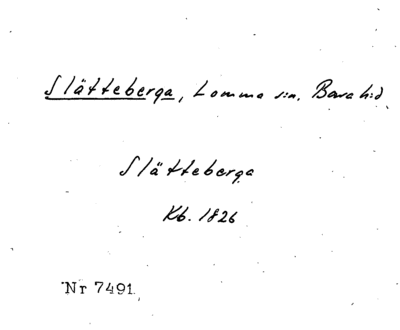 Slätteberga, Lomma sn. Bara hd
Slätteberga
Kb. 1826
Nr 7491.